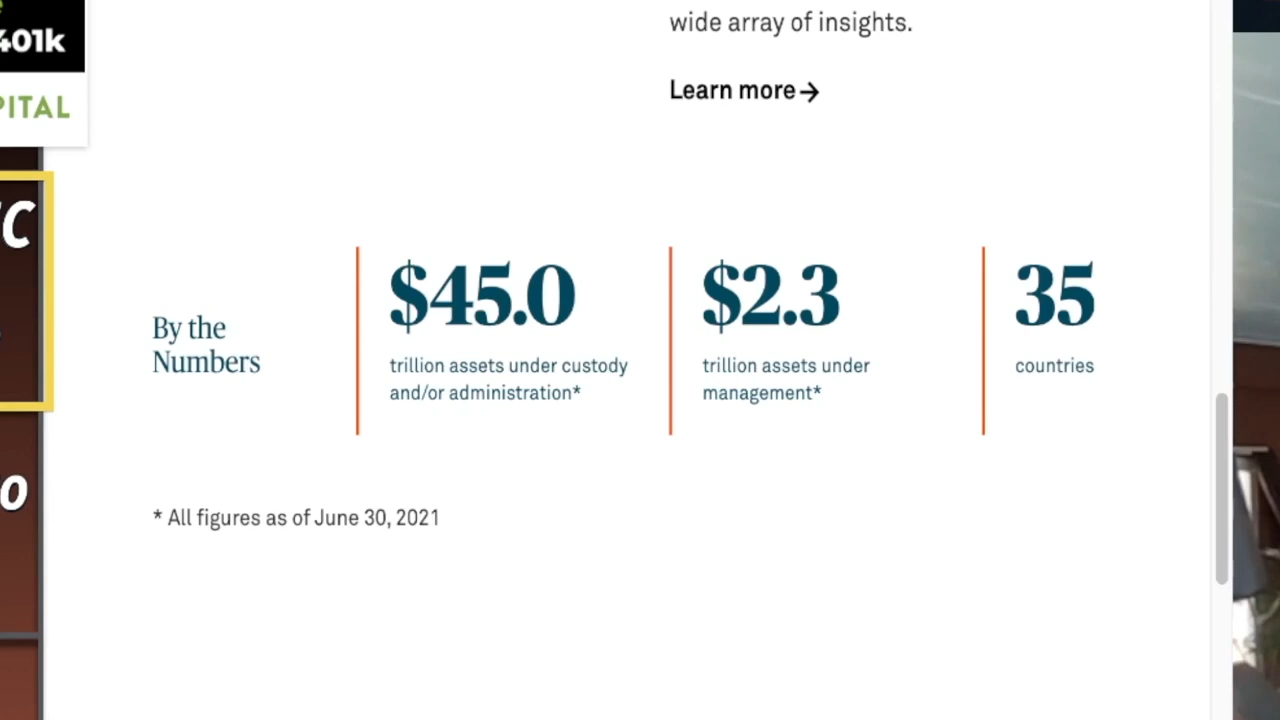 401k
PITAL
wide array of insights.
Learn more→
By the
Numbers
$45.0
trillion assets under custody
and/or administration*
$2.3
trillion assets under
management*
35
countries
* All figures as of June 30, 2021